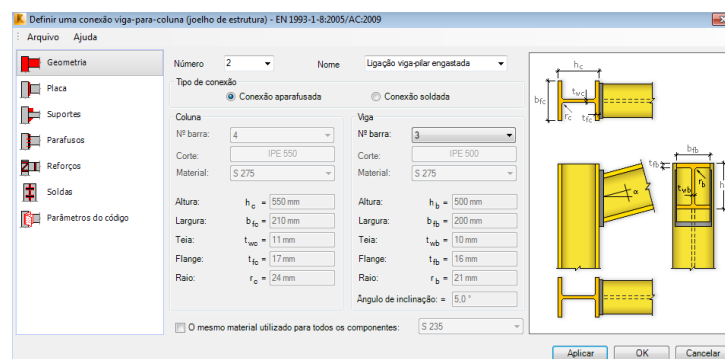 Definir uma conexão viga-para-coluna (joelho de estrutura) - EN 1993-1-8:2005/AC:2009
Arquivo Ajuda
Geometria
Placa
Suportes
Parafusos
Reforços
Soldas
Parâmetros do código
Número 2 Nome Ligação viga-pilar engastada
Tipo de conexão
Conexão aparafusada Conexão soldada
Coluna Viga
Nº barra: 4 Nº barra: 3
Corte: IPE 550 Corte: IPE 500
Material: S 275 Material: S 275
Altura: hc = 550 mm Altura: hb = 500 mm
Largura: bfc = 210 mm Largura: bfb = 200 mm
Teia: twc = 11 mm Teia: twb = 10 mm
Flange: tfc = 17 mm Flange: tfb = 16 mm
Raio: rc = 24 mm Raio: rb = 21 mm
Ângulo de inclinação: = 5,0 °
O mesmo material utilizado para todos os componentes: S 235
hc
bfc twc
rc tfc
bfb
tfb
rb
twb
α
Aplicar OK Cancelar